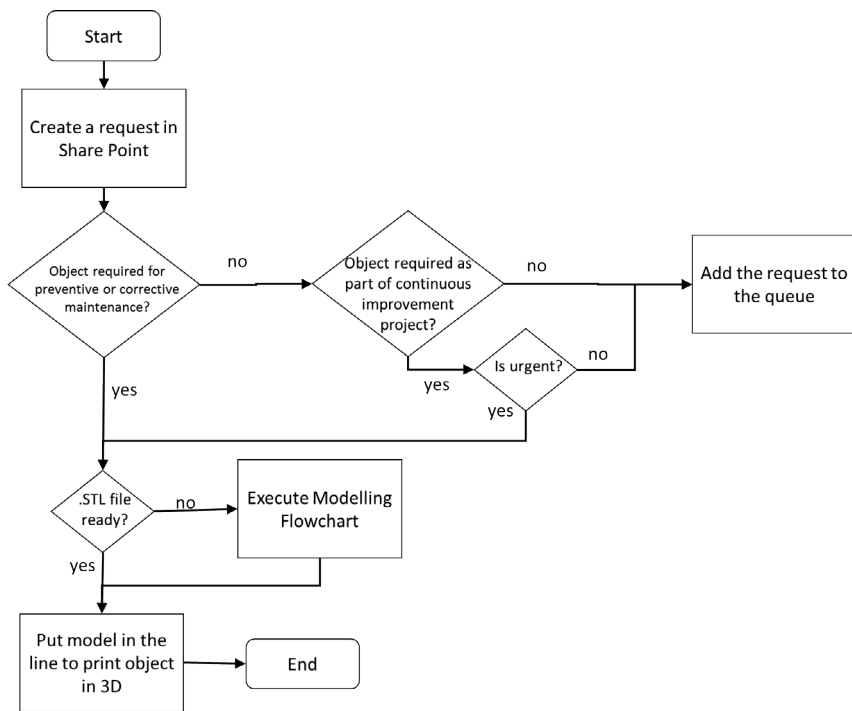 Start
Create a request in
Share Point
Object required for
preventive or corrective
maintenance?
no
Object required as
part of continuous
improvement
project?
no
Add the request to
the queue
yes
Is urgent?
no
yes
yes
.STL file
ready?
no
Execute Modelling
Flowchart
yes
Put model in the
line to print object
in 3D
End